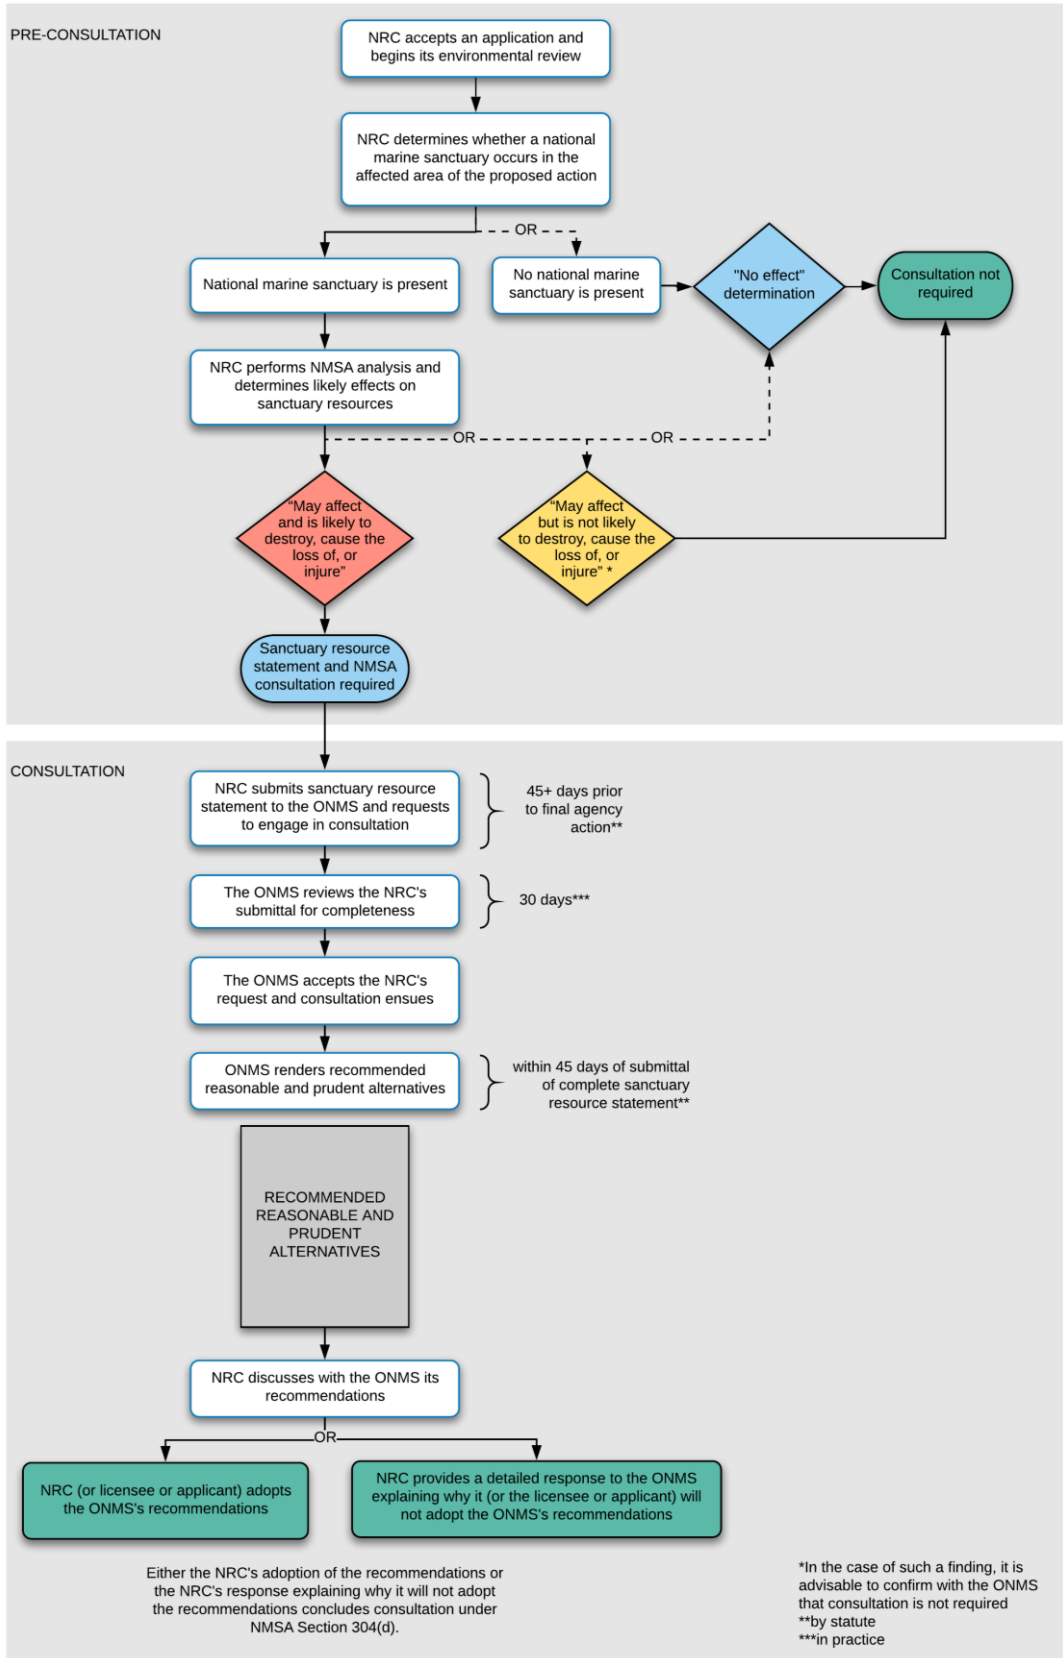 PRE-CONSULTATION
NRC accepts an application and
begins its environmental review
NRC determines whether a national
marine sanctuary occurs in the
affected area of the proposed action
OR
National marine sanctuary is present
No national marine
sanctuary is present
"No effect"
determination
Consultation not
required
NRC performs NMSA analysis and
determines likely effects on
sanctuary resources
OR
OR
“May affect
and is likely to
destroy, cause the
loss of, or
injure”
“May affect
but is not likely
to destroy, cause the
loss of, or
injure” *
Sanctuary resource
statement and NMSA
consultation required
CONSULTATION
NRC submits sanctuary resource
statement to the ONMS and requests
to engage in consultation
45+ days prior
to final agency
action**
The ONMS reviews the NRC's
submittal for completeness
30 days***
The ONMS accepts the NRC's
request and consultation ensues
ONMS renders recommended
reasonable and prudent alternatives
within 45 days of submittal
of complete sanctuary
resource statement**
RECOMMENDED
REASONABLE AND
PRUDENT
ALTERNATIVES
NRC discusses with the ONMS its
recommendations
OR
NRC (or licensee or applicant) adopts
the ONMS's recommendations
NRC provides a detailed response to the ONMS
explaining why it (or the licensee or applicant) will
not adopt the ONMS's recommendations
Either the NRC's adoption of the recommendations or
the NRC's response explaining why it will not adopt
the recommendations concludes consultation under
NMSA Section 304(d).
*In the case of such a finding, it is
advisable to confirm with the ONMS
that consultation is not required
**by statute
***in practice